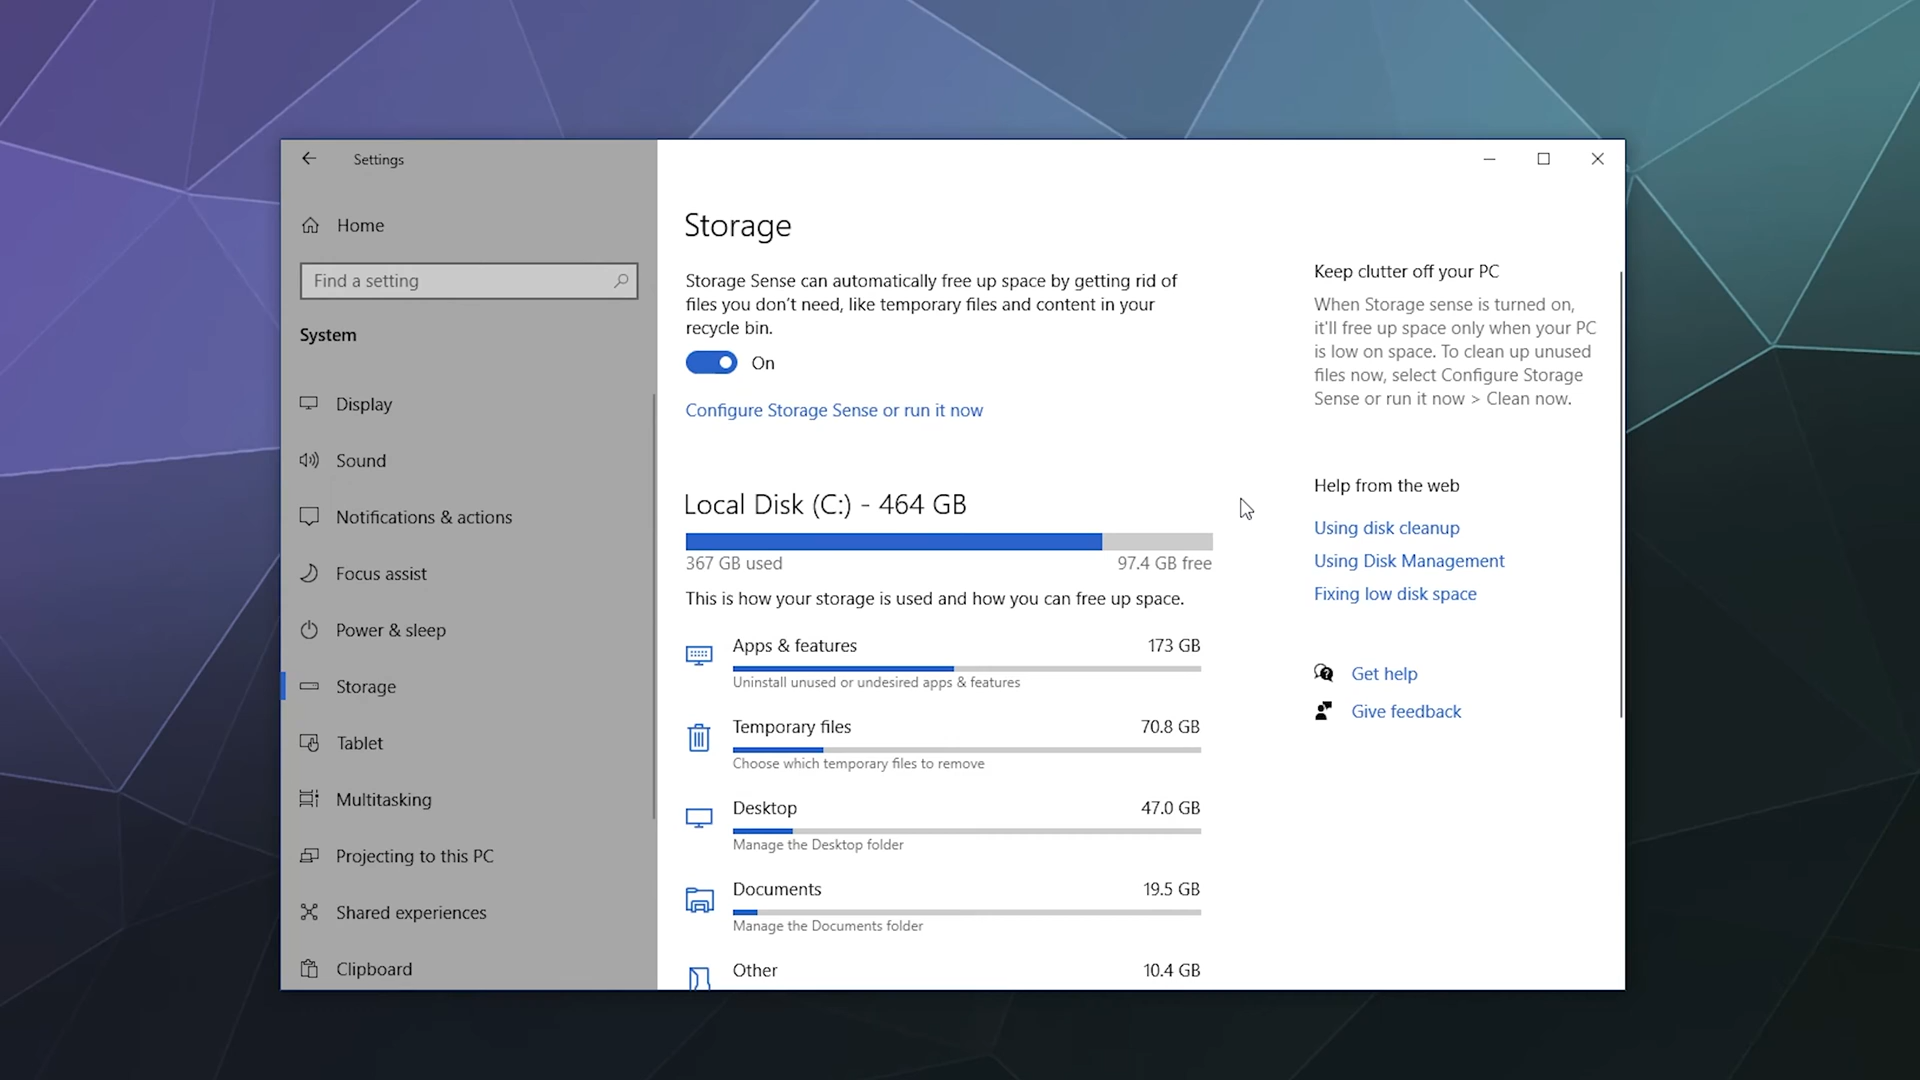 Settings
Home
Find a setting
System
Display
Sound
Notifications & actions
Focus assist
Power & sleep
Storage
Tablet
Multitasking
Projecting to this PC
Shared experiences
Clipboard
Storage
Storage Sense can automatically free up space by getting rid of
files you don’t need, like temporary files and content in your
recycle bin.
On
Configure Storage Sense or run it now
Local Disk (C:) - 464 GB
367 GB used 97.4 GB free
This is how your storage is used and how you can free up space.
Apps & features 173 GB
Uninstall unused or undesired apps & features
Temporary files 70.8 GB
Choose which temporary files to remove
Desktop 47.0 GB
Manage the Desktop folder
Documents 19.5 GB
Manage the Documents folder
Other 10.4 GB
Keep clutter off your PC
When Storage sense is turned on,
it'll free up space only when your PC
is low on space. To clean up unused
files now, select Configure Storage
Sense or run it now > Clean now.
Help from the web
Using disk cleanup
Using Disk Management
Fixing low disk space
Get help
Give feedback